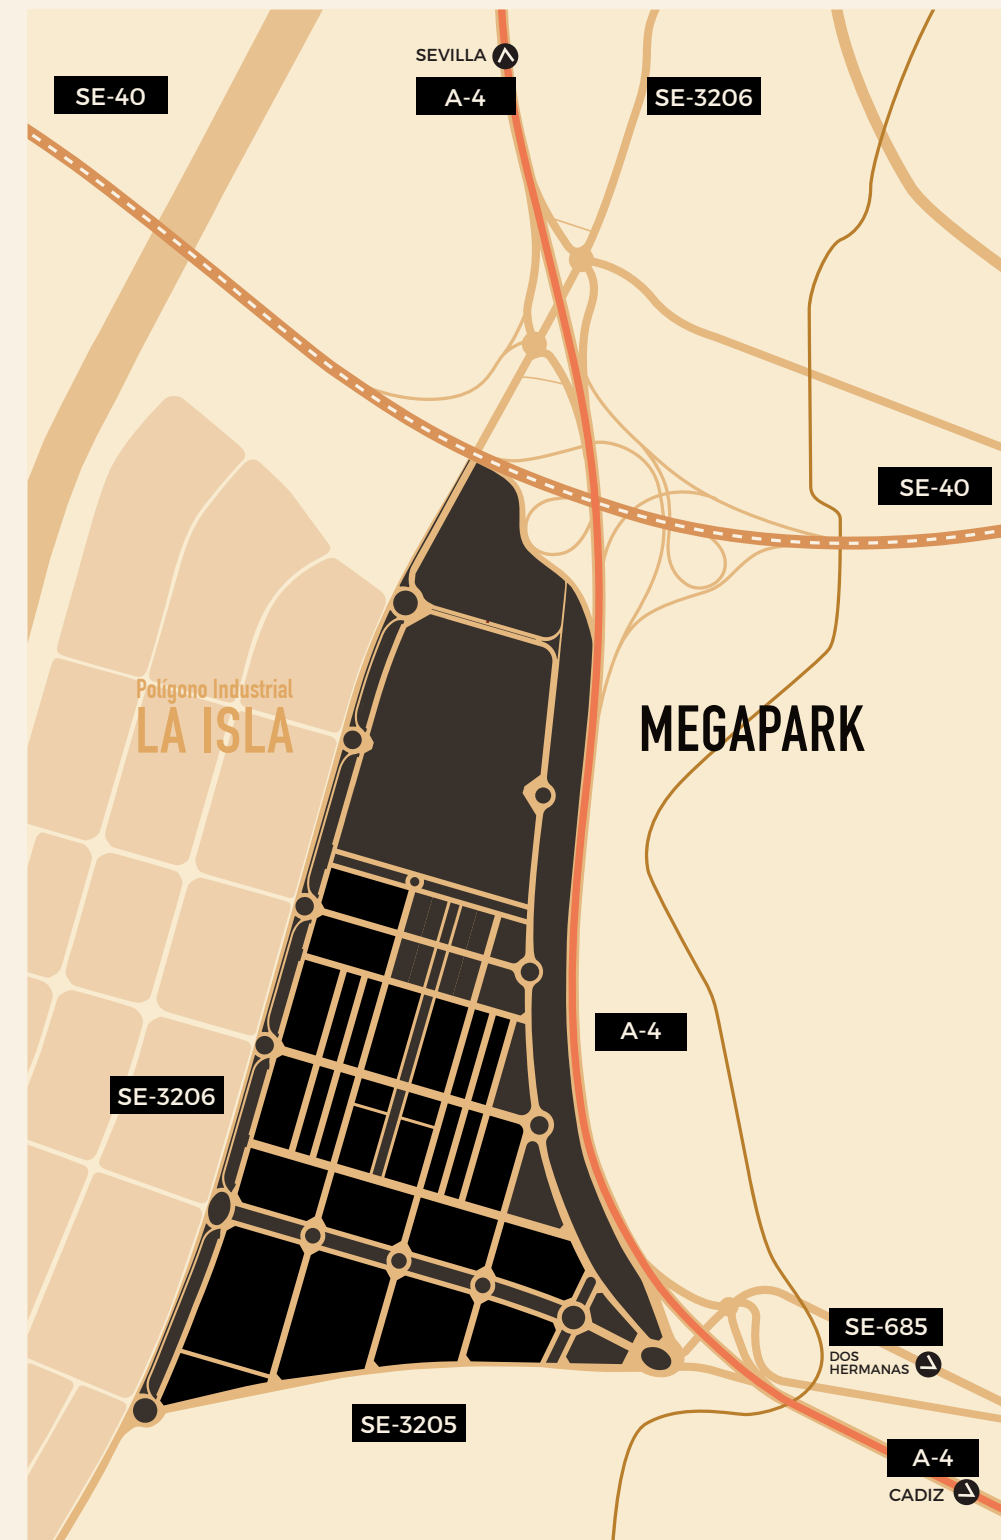 SEVILLA
SE-40
A-4
SE-3206
SE-40
Polígono Industrial
LA ISLA
MEGAPARK
A-4
SE-3206
SE-685
DOS
HERMANAS
SE-3205
A-4
CADIZ